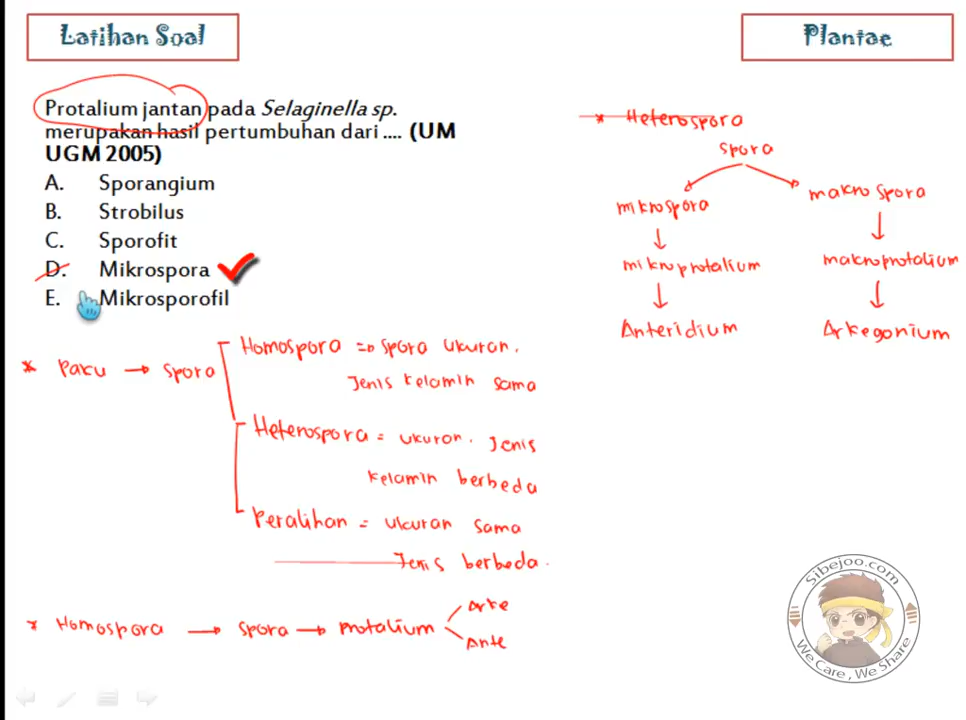 Latihan Soal
Plantae
Protalium jantan pada Selaginella sp.
merupakan hasil pertumbuhan dari .... (UM
UGM 2005)
A. Sporangium
B. Strobilus
C. Sporofit
D. Mikrospora
E. Mikrosporofil
* Paku → Spora
Homospora => spora ukuran.
Jenis kelamin sama
Heterospora = ukuran. Jenis
kelamin berbeda
Peralihan = ukuran sama
Jenis berbeda.
* Homospora → spora → protalium
Arke
Ante
* Heterospora
spora
mikrospora
makrospora
mikroprotalium
makroprotalium
Anteridium
Arkegonium
Sibejoo.com
We Care, We Share